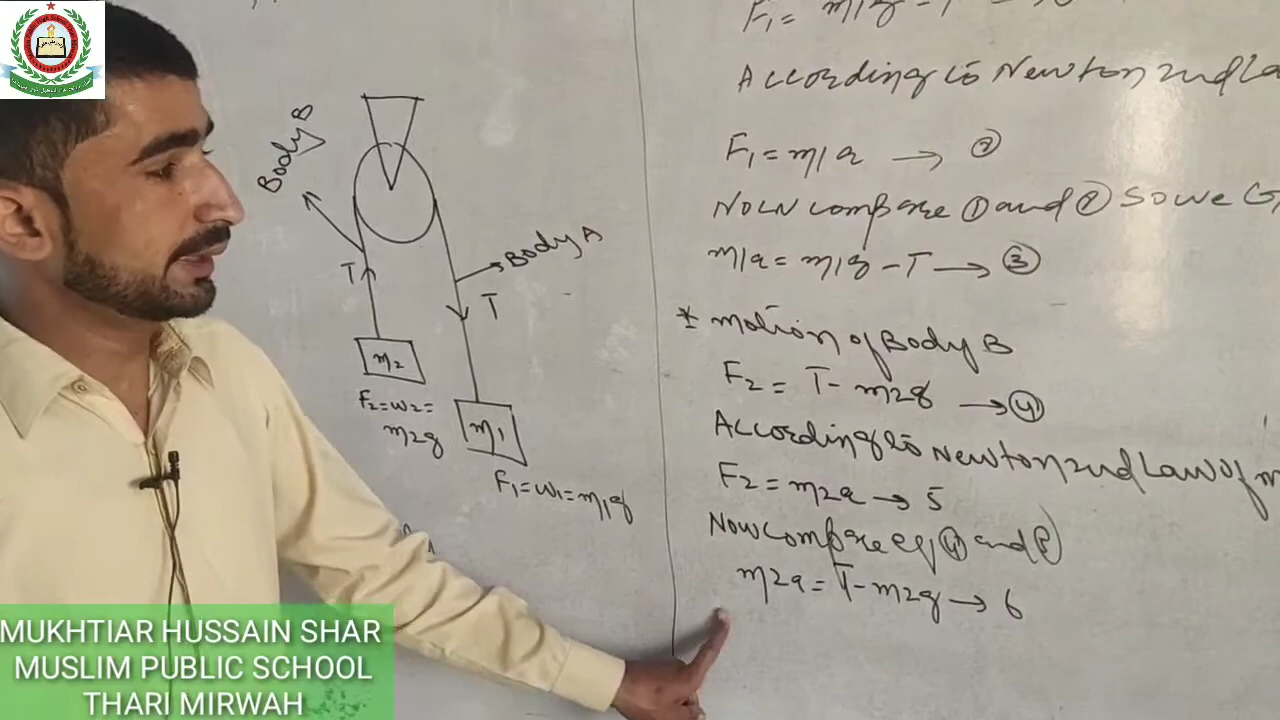 Body B
T
m2
F2=w2=
m2g
Body A
T
m1
F1=w1=m1g
F1= m1g-T
According to Newton 2nd La
F1=m1a → ②
Now compare ① and ② So we G
m1a=m1g-T → ③
* motion of Body B
F2= T-m2g → ④
According to Newton 2nd Law of m
F2=m2a → 5
Now compare eq ④ and ⑤
m2a=T-m2g → 6
MUKHTIAR HUSSAIN SHAR
MUSLIM PUBLIC SCHOOL
THARI MIRWAH